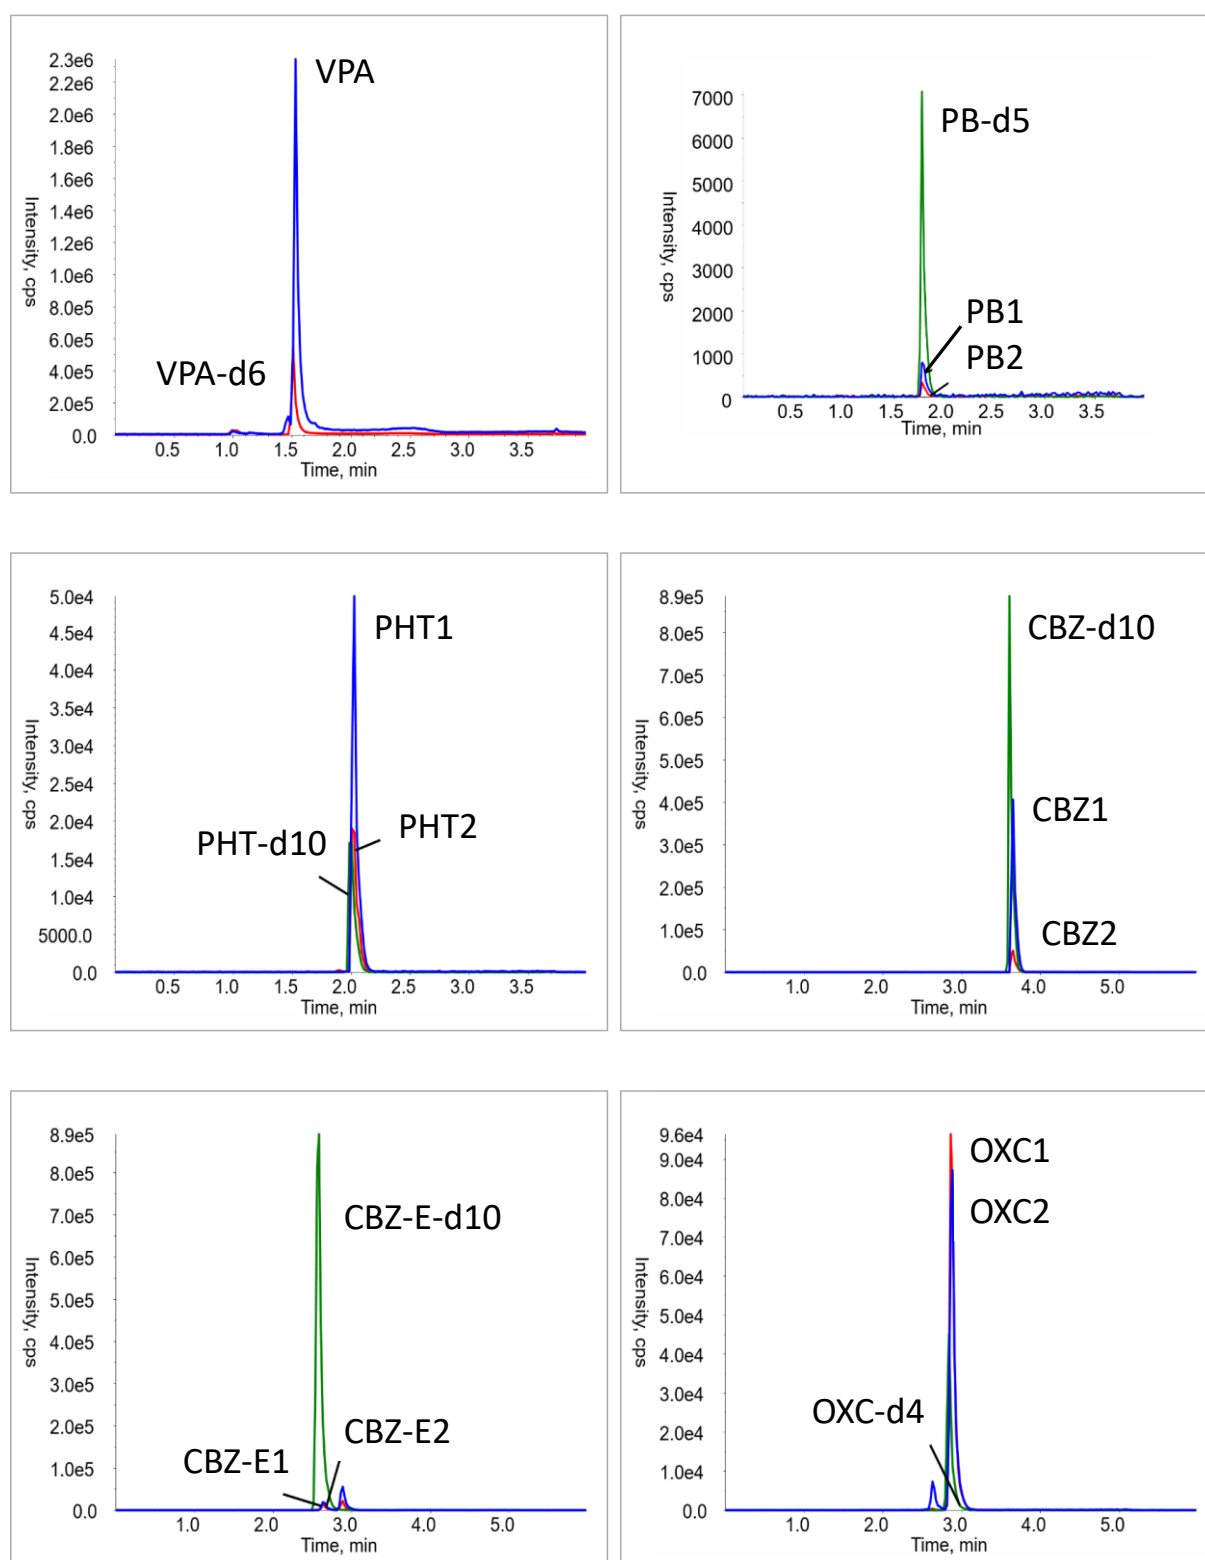 2.3e6
2.2e6
2.0e6
1.8e6
1.6e6
1.4e6
1.2e6
1.0e6
8.0e5
6.0e5
4.0e5
2.0e5
0.0
Intensity, cps
VPA
VPA-d6
0.5 1.0 1.5 2.0 2.5 3.0 3.5
Time, min
7000
6000
5000
4000
3000
2000
1000
0
Intensity, cps
PB-d5
PB1
PB2
0.5 1.0 1.5 2.0 2.5 3.0 3.5
Time, min
5.0e4
4.5e4
4.0e4
3.5e4
3.0e4
2.5e4
2.0e4
1.5e4
1.0e4
5000.0
0.0
Intensity, cps
PHT1
PHT2
PHT-d10
0.5 1.0 1.5 2.0 2.5 3.0 3.5
Time, min
8.9e5
8.0e5
7.0e5
6.0e5
5.0e5
4.0e5
3.0e5
2.0e5
1.0e5
0.0
Intensity, cps
CBZ-d10
CBZ1
CBZ2
1.0 2.0 3.0 4.0 5.0
Time, min
8.9e5
8.0e5
7.0e5
6.0e5
5.0e5
4.0e5
3.0e5
2.0e5
1.0e5
0.0
Intensity, cps
CBZ-E-d10
CBZ-E2
CBZ-E1
1.0 2.0 3.0 4.0 5.0
Time, min
9.6e4
9.0e4
8.0e4
7.0e4
6.0e4
5.0e4
4.0e4
3.0e4
2.0e4
1.0e4
0.0
Intensity, cps
OXC1
OXC2
OXC-d4
1.0 2.0 3.0 4.0 5.0
Time, min